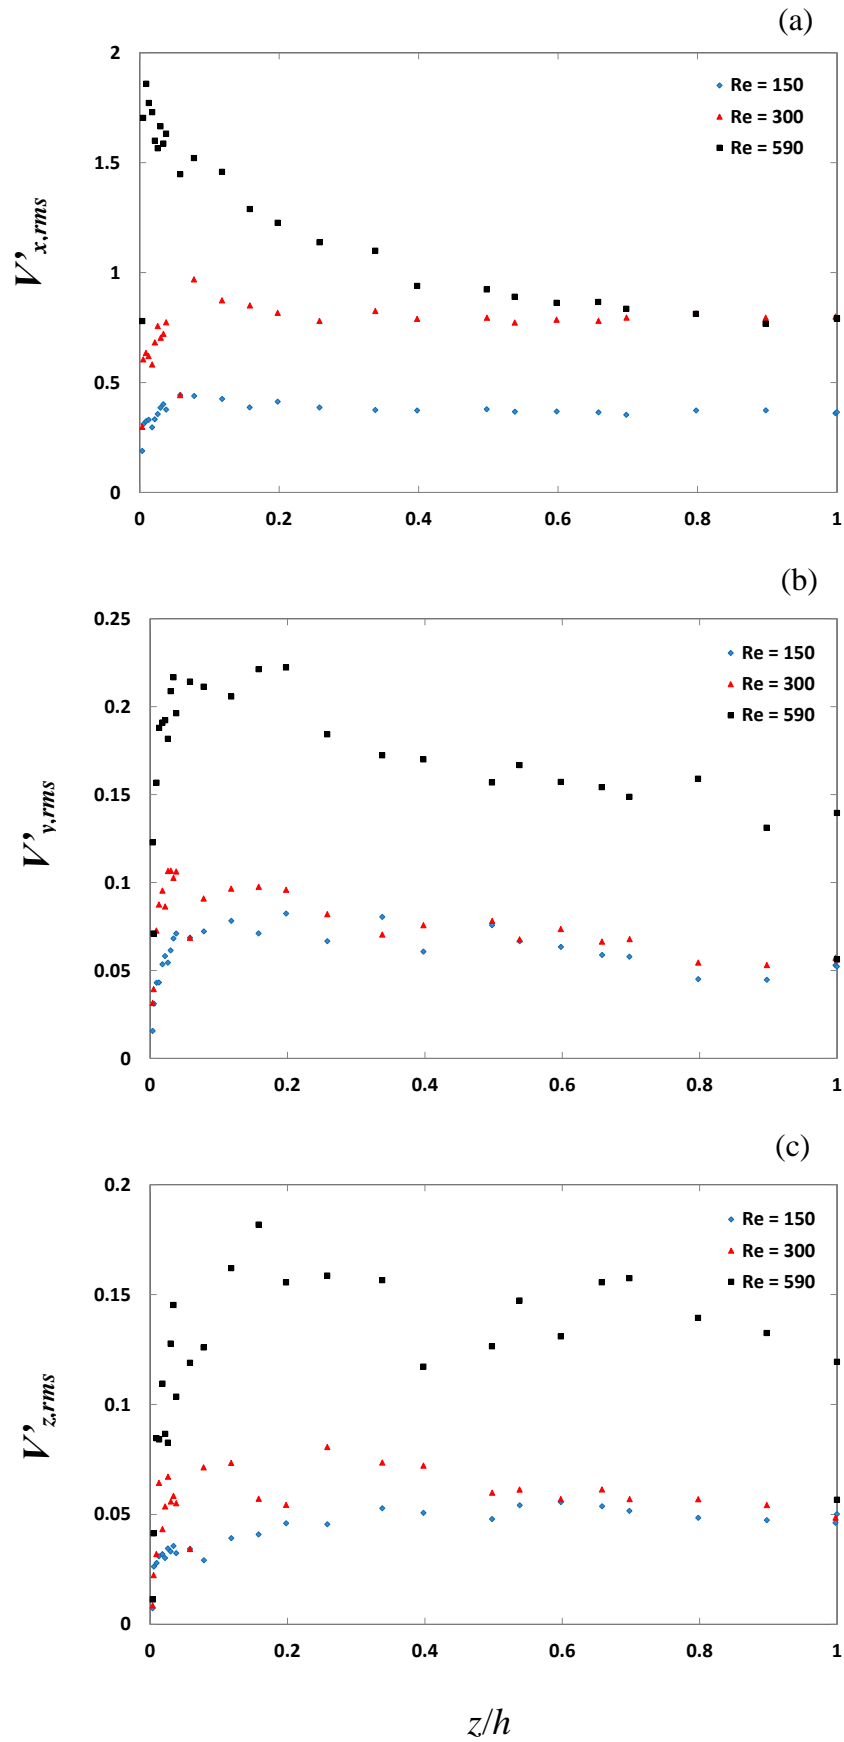 (a)
2
1.5
1
0.5
0
0
0.2
0.4
0.6
0.8
1
V'x,rms
Re = 150
Re = 300
Re = 590
(b)
0.25
0.2
0.15
0.1
0.05
0
0
0.2
0.4
0.6
0.8
1
V'y,rms
Re = 150
Re = 300
Re = 590
(c)
0.2
0.15
0.1
0.05
0
0
0.2
0.4
0.6
0.8
1
V'z,rms
Re = 150
Re = 300
Re = 590
z/h